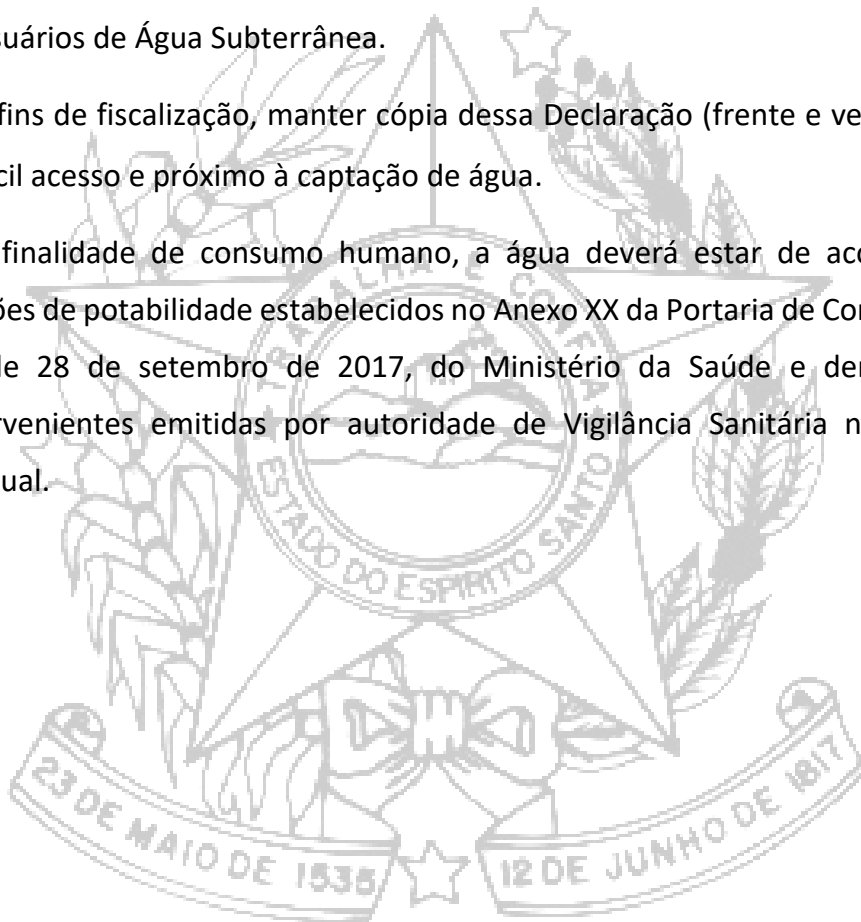 suários de Água Subterrânea.
fins de fiscalização, manter cópia dessa Declaração (frente e ve
cil acesso e próximo à captação de água.
finalidade de consumo humano, a água deverá estar de aco
ões de potabilidade estabelecidos no Anexo XX da Portaria de Co
de 28 de setembro de 2017, do Ministério da Saúde e de
rvenientes emitidas por autoridade de Vigilância Sanitária n
ual.
TRABALHA E CONFIA
ESTADO DO ESPIRITO SANTO
23 DE MAIO DE 1535
12 DE JUNHO DE 1817